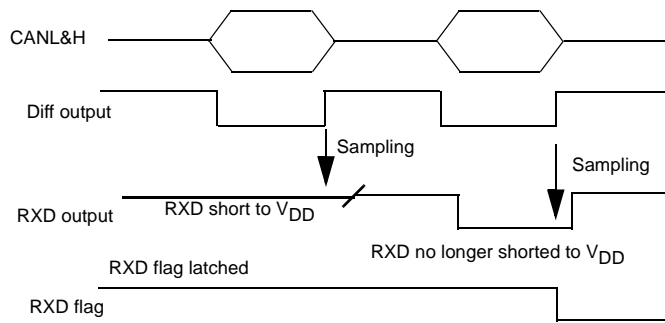 CANL&H
Diff output
Sampling
Sampling
RXD output
RXD short to VDD
RXD no longer shorted to VDD
RXD flag latched
RXD flag